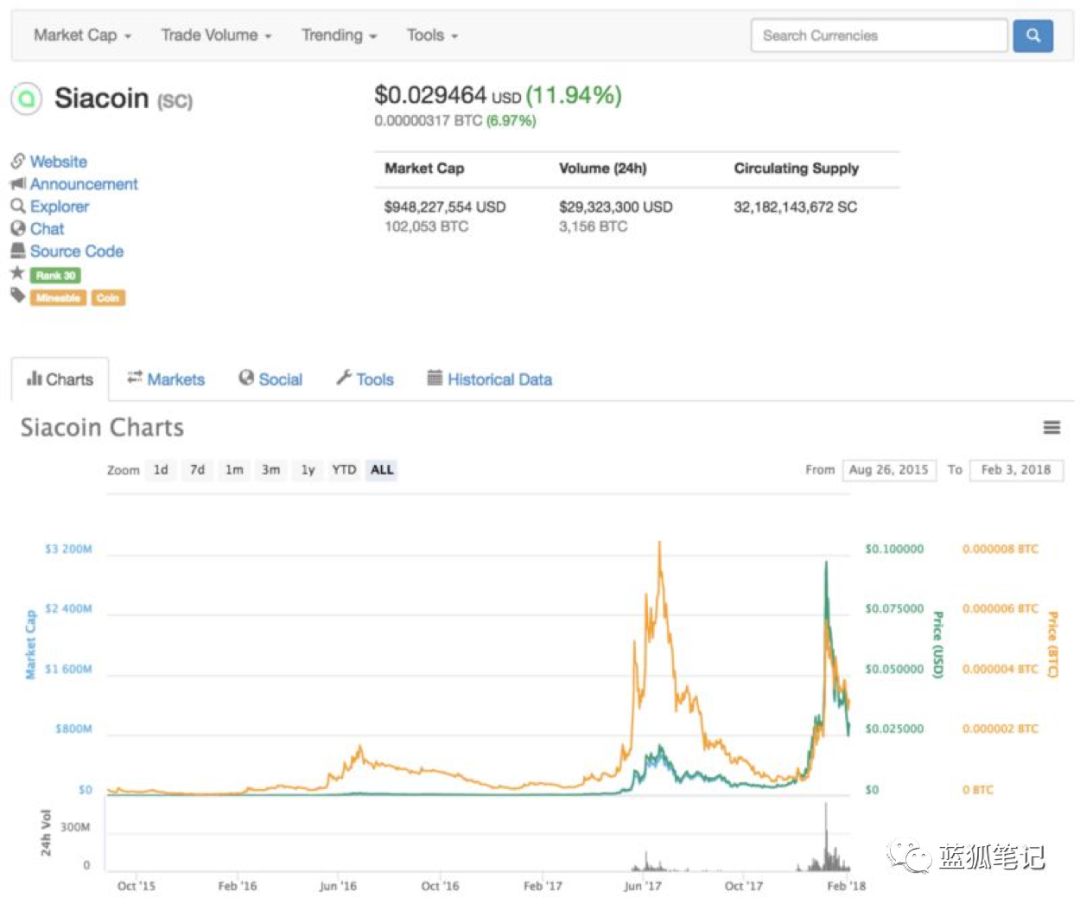 Market Cap Trade Volume Trending Tools Search Currencies
Siacoin (SC)
$0.029464 USD (11.94%)
0.00000317 BTC (6.97%)
Website
Announcement
Explorer
Chat
Source Code
Rank 30
Mineable Coin
Market Cap Volume (24h) Circulating Supply
$948,227,554 USD $29,323,300 USD 32,182,143,672 SC
102,053 BTC 3,156 BTC
Charts Markets Social Tools Historical Data
Siacoin Charts
Zoom 1d 7d 1m 3m 1y YTD ALL From Aug 26, 2015 To Feb 3, 2018
$3 200M $0.100000 0.000008 BTC
$2 400M $0.075000 0.000006 BTC
$1 600M $0.050000 0.000004 BTC
$800M $0.025000 0.000002 BTC
$0 $0 0 BTC
Market Cap
Price (USD)
Price (BTC)
24h Vol
300M
0
Oct '15 Feb '16 Jun '16 Oct '16 Feb '17 Jun '17 Oct '17 Feb '18
蓝狐笔记